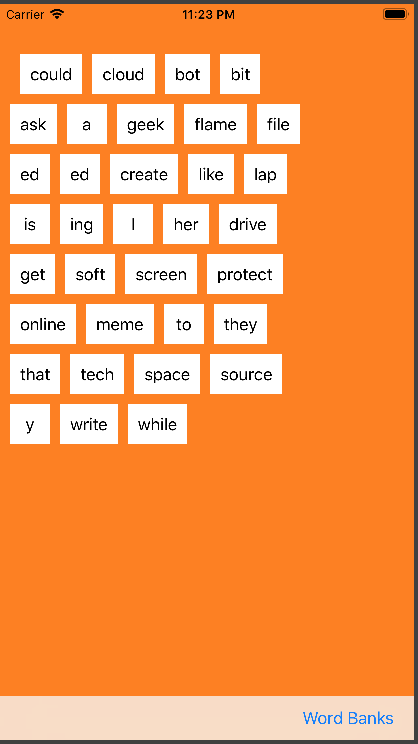 Carrier 11:23 PM
could cloud bot bit
ask a geek flame file
ed ed create like lap
is ing I her drive
get soft screen protect
online meme to they
that tech space source
y write while
Word Banks